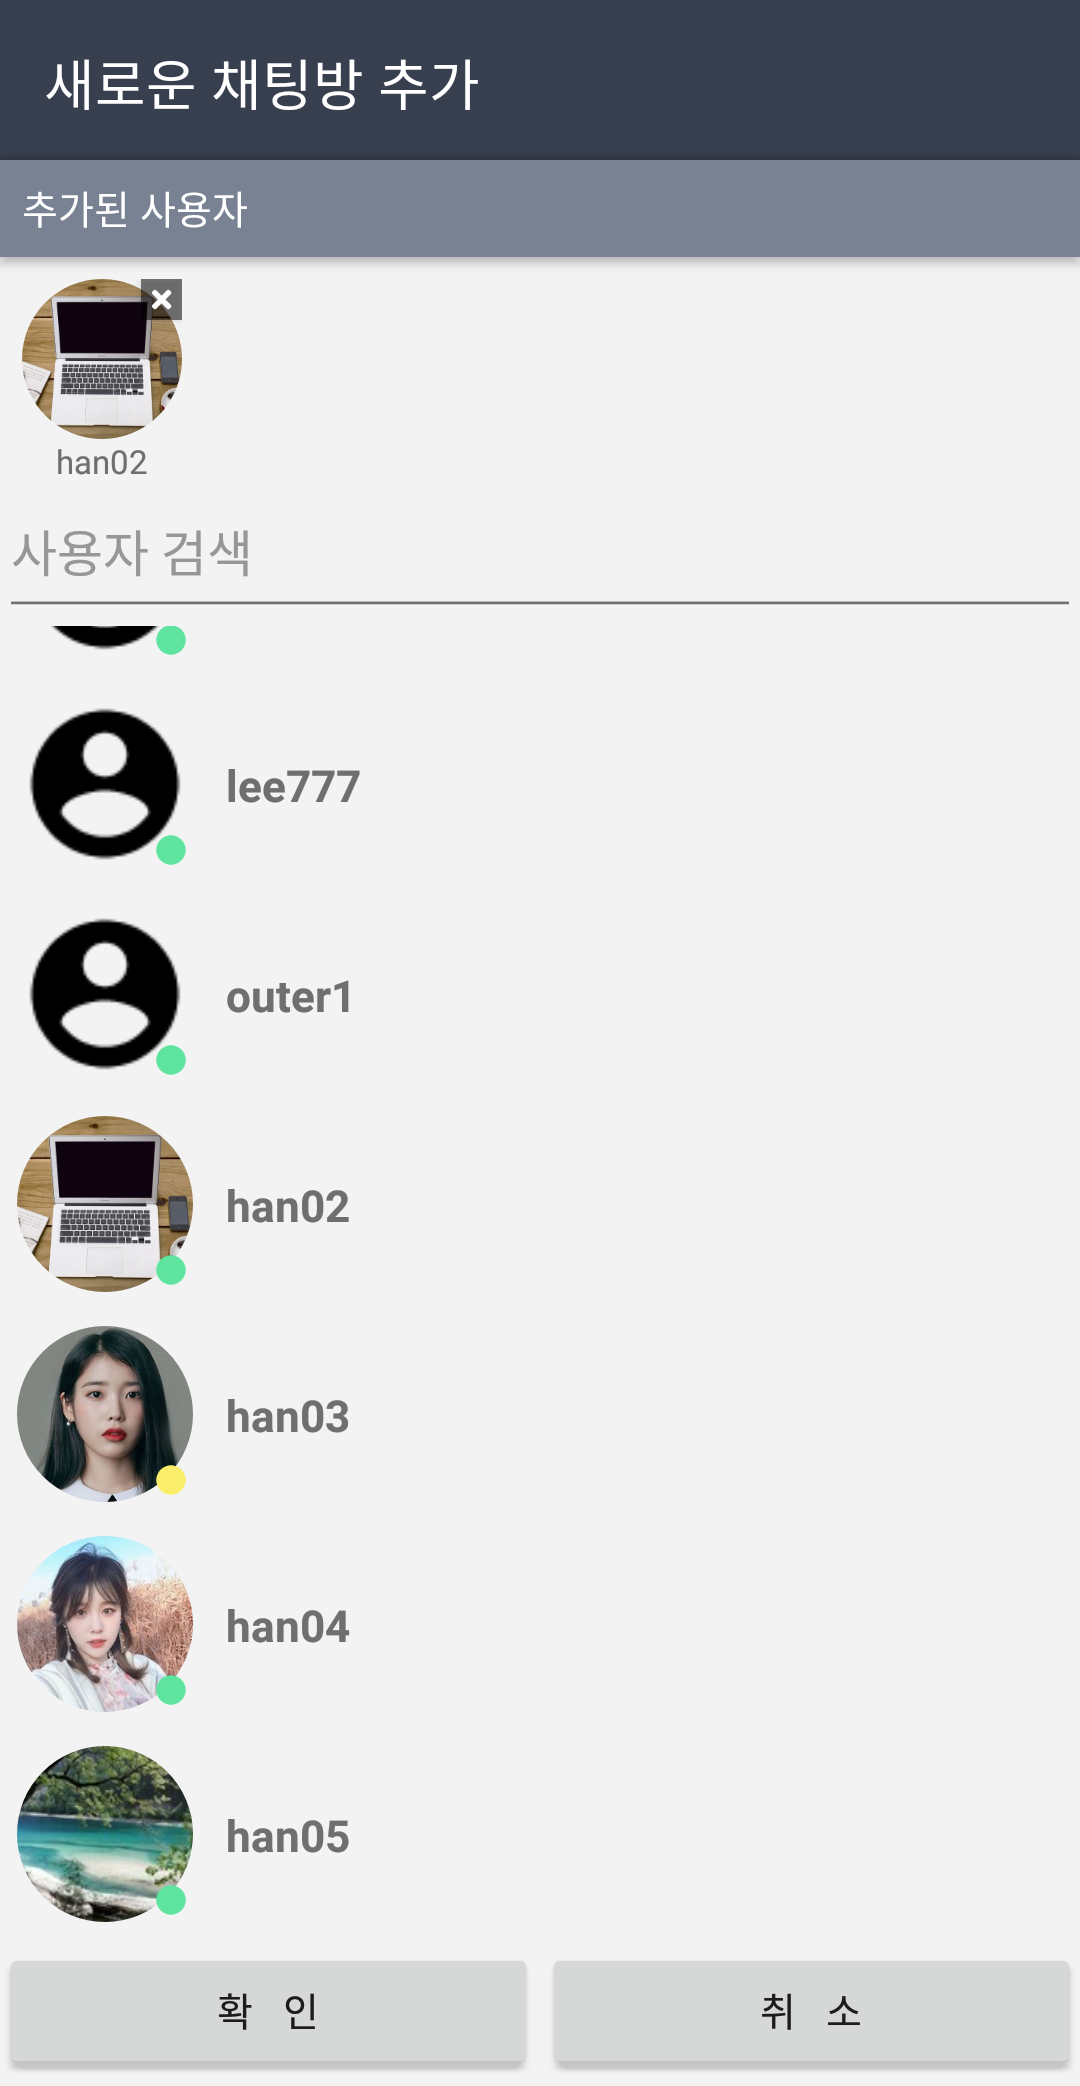 새로운 채팅방 추가
추가된 사용자
han02
사용자 검색
lee777
outer1
han02
han03
han04
han05
확 인
취 소